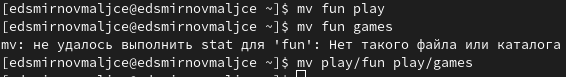 [edsmirnovmaljce@edsmirnovmaljce ~]$ mv fun play
[edsmirnovmaljce@edsmirnovmaljce ~]$ mv fun games
mv: не удалось выполнить stat для 'fun': Нет такого файла или каталога
[edsmirnovmaljce@edsmirnovmaljce ~]$ mv play/fun play/games